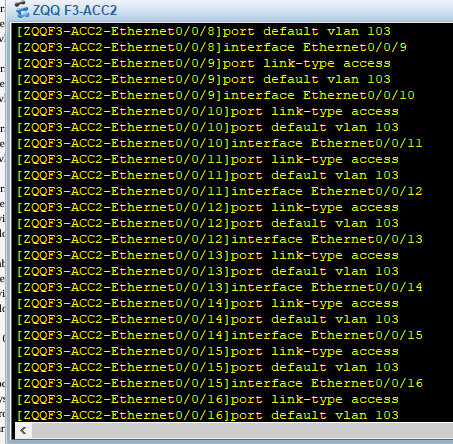 ZQQ F3-ACC2
[ZQQF3-ACC2-Ethernet0/0/8]port default vlan 103
[ZQQF3-ACC2-Ethernet0/0/8]interface Ethernet0/0/9
[ZQQF3-ACC2-Ethernet0/0/9]port link-type access
[ZQQF3-ACC2-Ethernet0/0/9]port default vlan 103
[ZQQF3-ACC2-Ethernet0/0/9]interface Ethernet0/0/10
[ZQQF3-ACC2-Ethernet0/0/10]port link-type access
[ZQQF3-ACC2-Ethernet0/0/10]port default vlan 103
[ZQQF3-ACC2-Ethernet0/0/10]interface Ethernet0/0/11
[ZQQF3-ACC2-Ethernet0/0/11]port link-type access
[ZQQF3-ACC2-Ethernet0/0/11]port default vlan 103
[ZQQF3-ACC2-Ethernet0/0/11]interface Ethernet0/0/12
[ZQQF3-ACC2-Ethernet0/0/12]port link-type access
[ZQQF3-ACC2-Ethernet0/0/12]port default vlan 103
[ZQQF3-ACC2-Ethernet0/0/12]interface Ethernet0/0/13
[ZQQF3-ACC2-Ethernet0/0/13]port link-type access
[ZQQF3-ACC2-Ethernet0/0/13]port default vlan 103
[ZQQF3-ACC2-Ethernet0/0/13]interface Ethernet0/0/14
[ZQQF3-ACC2-Ethernet0/0/14]port link-type access
[ZQQF3-ACC2-Ethernet0/0/14]port default vlan 103
[ZQQF3-ACC2-Ethernet0/0/14]interface Ethernet0/0/15
[ZQQF3-ACC2-Ethernet0/0/15]port link-type access
[ZQQF3-ACC2-Ethernet0/0/15]port default vlan 103
[ZQQF3-ACC2-Ethernet0/0/15]interface Ethernet0/0/16
[ZQQF3-ACC2-Ethernet0/0/16]port link-type access
[ZQQF3-ACC2-Ethernet0/0/16]port default vlan 103